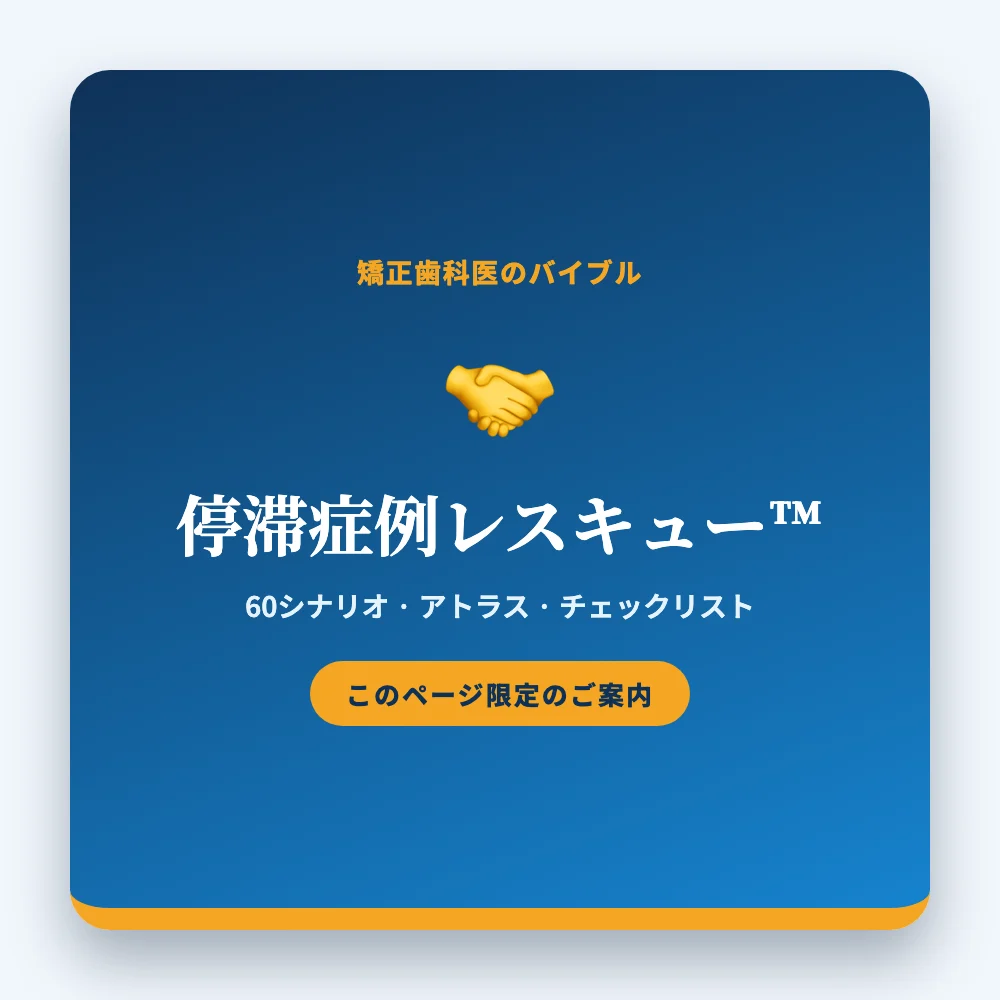 矯正歯科医のバイブル
停滞症例レスキュー™
60シナリオ · アトラス · チェックリスト
このページ限定のご案内